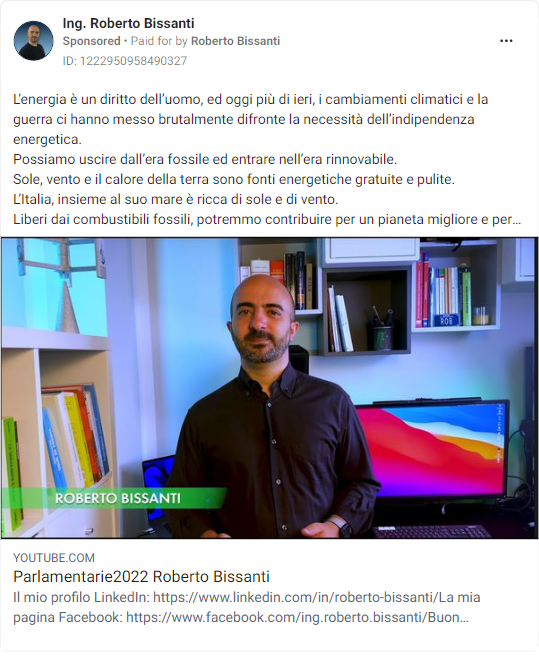 Ing. Roberto Bissanti
Sponsored • Paid for by Roberto Bissanti
ID: 1222950958490327
L'energia è un diritto dell'uomo, ed oggi più di ieri, i cambiamenti climatici e la
guerra ci hanno messo brutalmente difronte la necessità dell'indipendenza
energetica.
Possiamo uscire dall'era fossile ed entrare nell'era rinnovabile.
Sole, vento e il calore della terra sono fonti energetiche gratuite e pulite.
L'Italia, insieme al suo mare è ricca di sole e di vento.
Liberi dai combustibili fossili, potremmo contribuire per un pianeta migliore e per…
ROBERTO BISSANTI
YOUTUBE.COM
Parlamentarie2022 Roberto Bissanti
Il mio profilo LinkedIn: https://www.linkedin.com/in/roberto-bissanti/La mia
pagina Facebook: https://www.facebook.com/ing.roberto.bissanti/Buon…